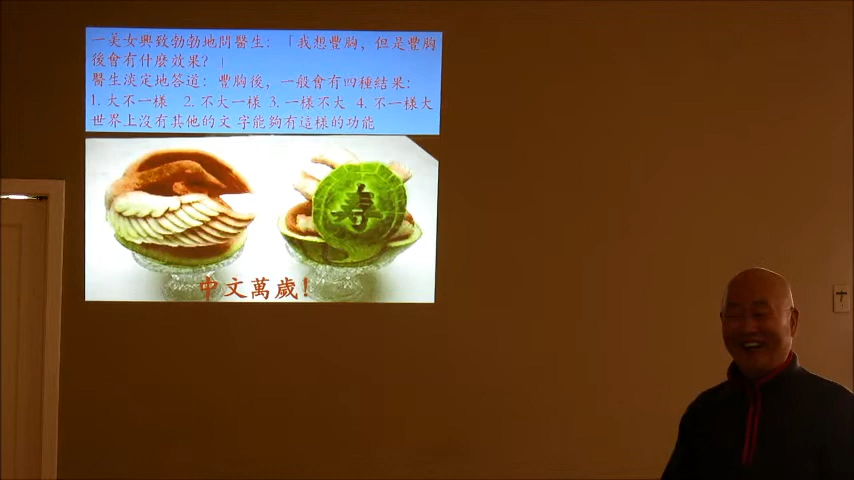 一美女興致勃勃地問醫生：「我想豐胸，但是豐胸
後會有什麼效果？」
醫生淡定地答道：豐胸後，一般會有四種結果：
1. 大不一樣 2. 不大一樣 3. 一樣不大 4. 不一樣大
世界上沒有其他的文字能夠有這樣的功能
寿
中文萬歲！